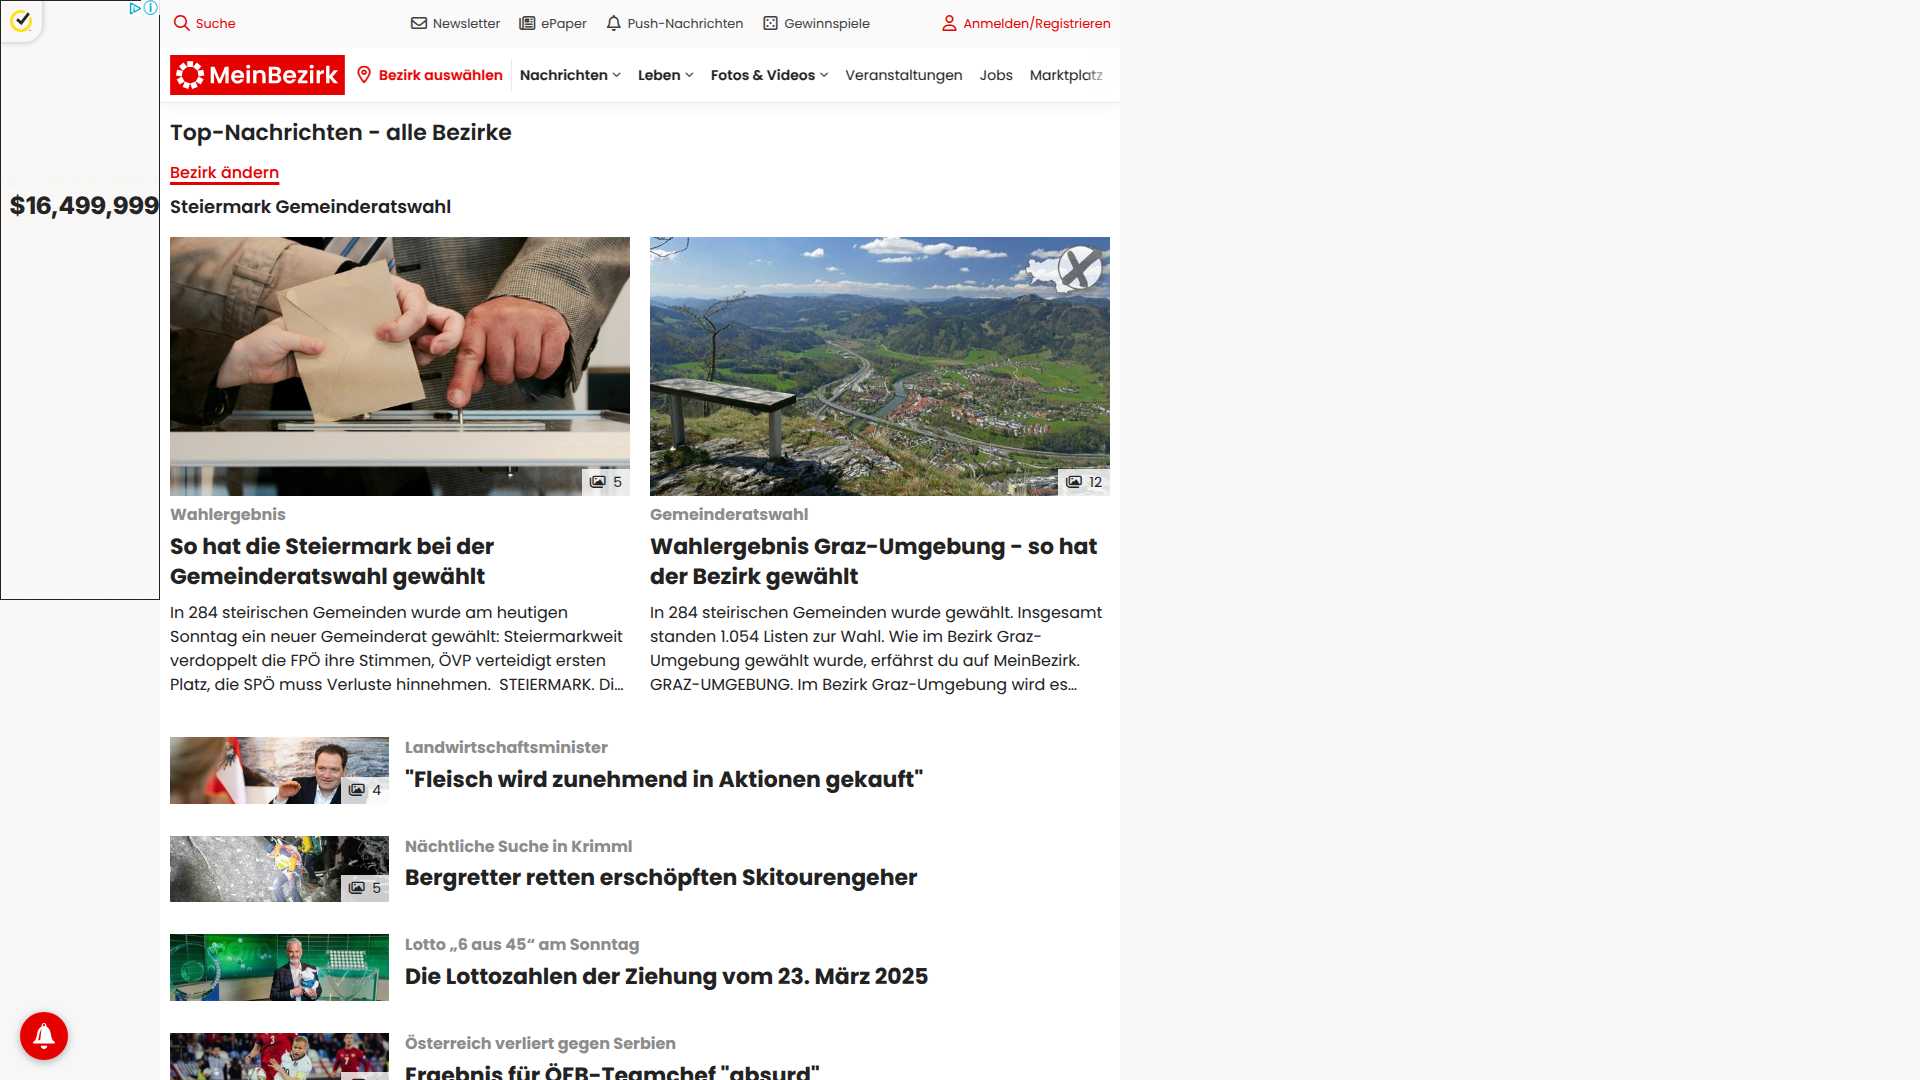 Suche
Newsletter
ePaper
Push-Nachrichten
Gewinnspiele
Anmelden/Registrieren
MeinBezirk
Bezirk auswählen
Nachrichten
Leben
Fotos & Videos
Veranstaltungen
Jobs
Marktplatz
Top-Nachrichten - alle Bezirke
Bezirk ändern
$16,499,999
Steiermark Gemeinderatswahl
5
12
Wahlergebnis
So hat die Steiermark bei der
Gemeinderatswahl gewählt
In 284 steirischen Gemeinden wurde am heutigen
Sonntag ein neuer Gemeinderat gewählt: Steiermarkweit
verdoppelt die FPÖ ihre Stimmen, ÖVP verteidigt ersten
Platz, die SPÖ muss Verluste hinnehmen. STEIERMARK. Di...
Gemeinderatswahl
Wahlergebnis Graz-Umgebung - so hat
der Bezirk gewählt
In 284 steirischen Gemeinden wurde gewählt. Insgesamt
standen 1.054 Listen zur Wahl. Wie im Bezirk Graz-
Umgebung gewählt wurde, erfährst du auf MeinBezirk.
GRAZ-UMGEBUNG. Im Bezirk Graz-Umgebung wird es...
4
Landwirtschaftsminister
"Fleisch wird zunehmend in Aktionen gekauft"
5
Nächtliche Suche in Krimml
Bergretter retten erschöpften Skitourengeher
Lotto „6 aus 45“ am Sonntag
Die Lottozahlen der Ziehung vom 23. März 2025
Österreich verliert gegen Serbien
Ergebnis für ÖFB-Teamchef "absurd"